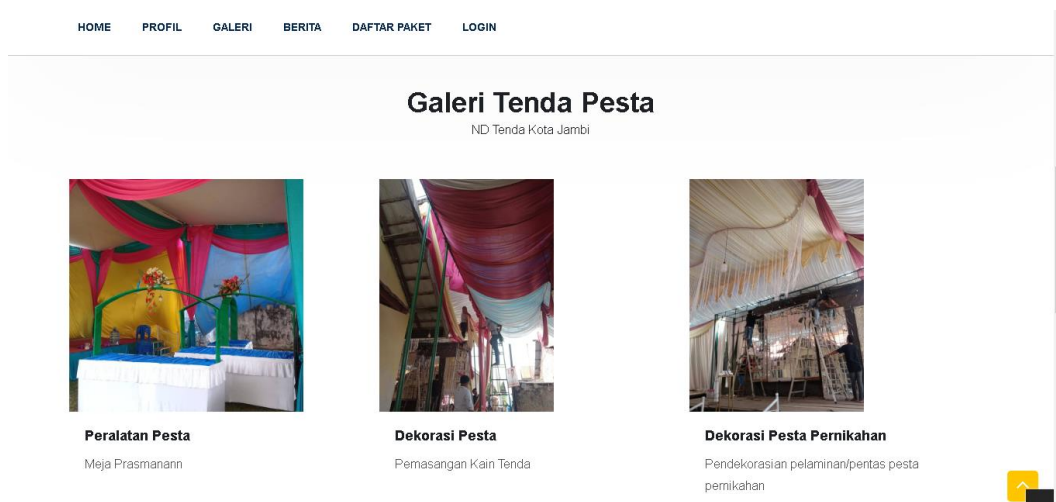 HOME PROFIL GALERI BERITA DAFTAR PAKET LOGIN
Galeri Tenda Pesta
ND Tenda Kota Jambi
Peralatan Pesta
Meja Prasmanann
Dekorasi Pesta
Pemasangan Kain Tenda
Dekorasi Pesta Pernikahan
Pendekorasian pelaminan/pentas pesta
pernikahan